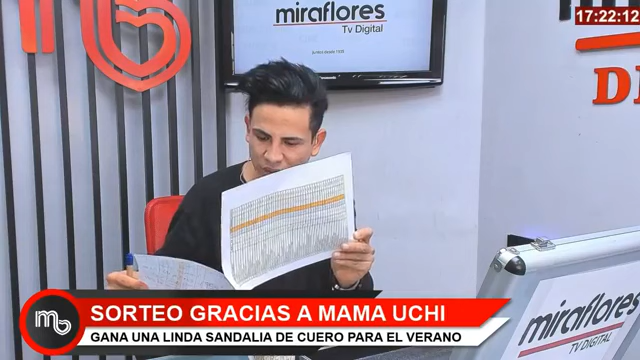 miraflores
Tv Digital
17:22:12
SORTEO GRACIAS A MAMA UCHI
GANA UNA LINDA SANDALIA DE CUERO PARA EL VERANO
miraflores
TV DIGITAL